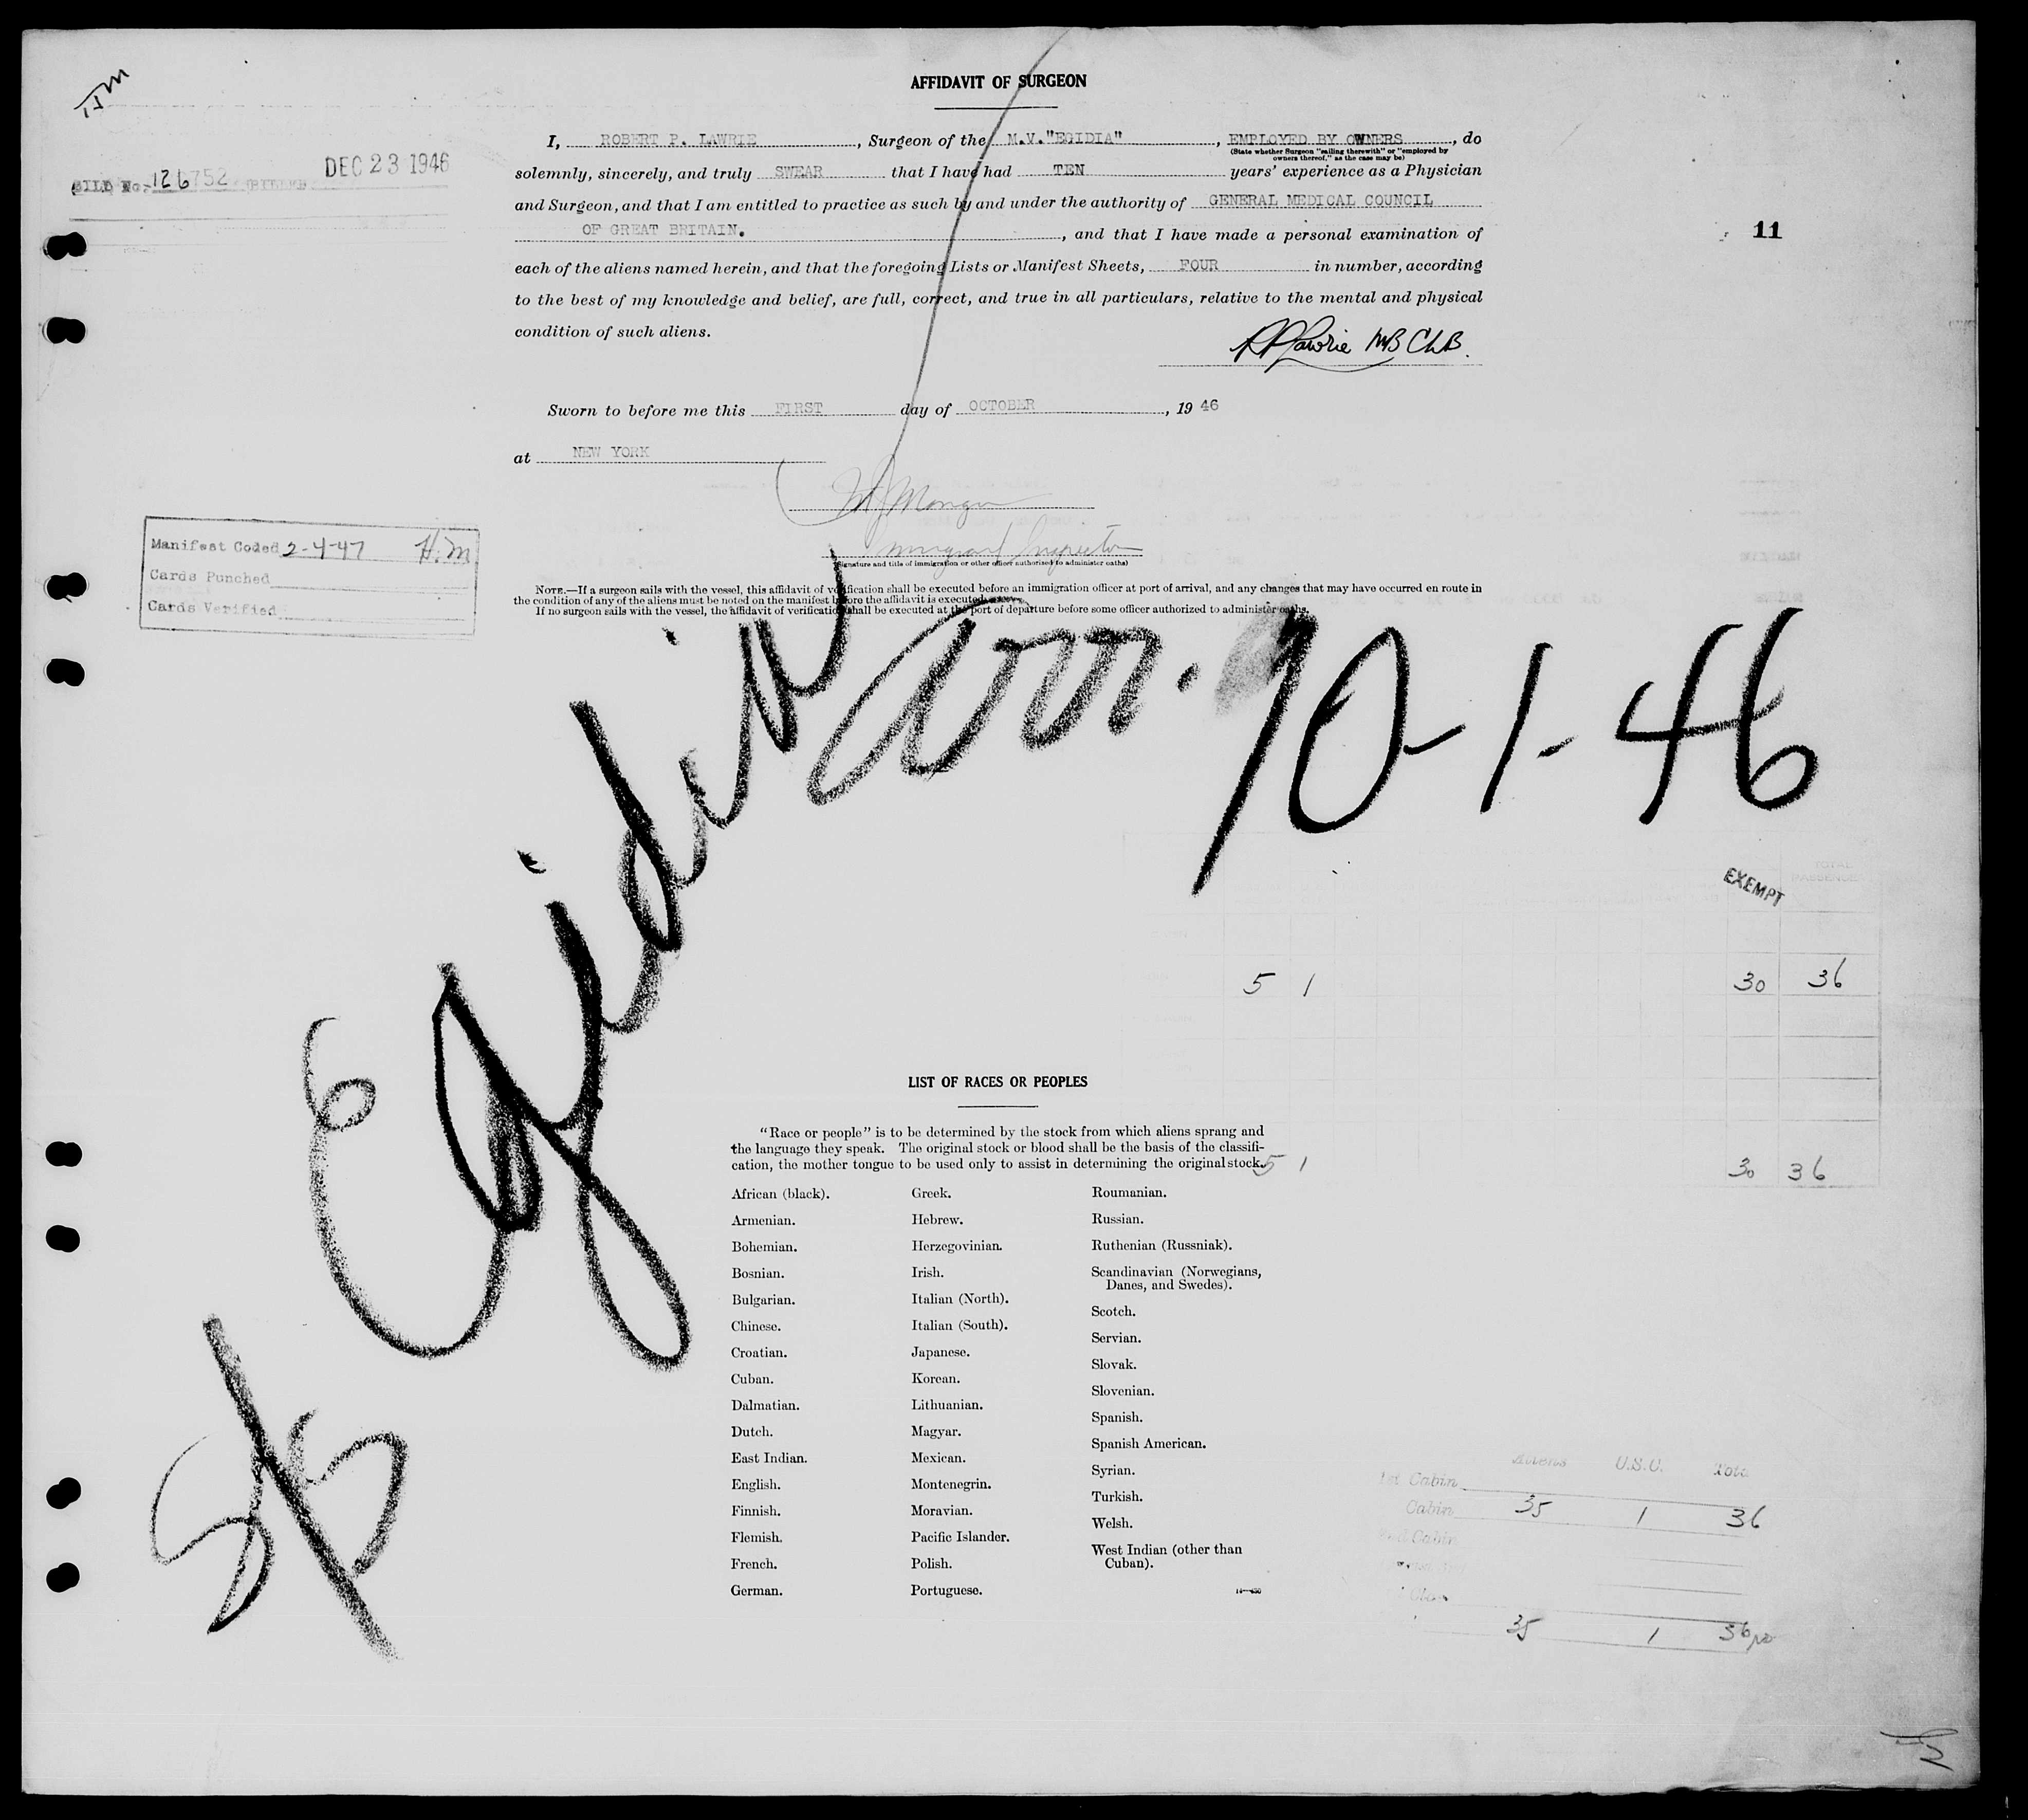 AFFIDAVIT OF SURGEON
I, ROBERT P. LAWRIE, Surgeon of the M.V."EGIDIA", EMPLOYED BY OWNERS, do
(State whether Surgeon "sailing therewith" or "employed by
owners thereof," as the case may be)
solemnly, sincerely, and truly SWEAR that I have had TEN years' experience as a Physician
and Surgeon, and that I am entitled to practice as such by and under the authority of GENERAL MEDICAL COUNCIL
OF GREAT BRITAIN., and that I have made a personal examination of
each of the aliens named herein, and that the foregoing Lists or Manifest Sheets, FOUR in number, according
to the best of my knowledge and belief, are full, correct, and true in all particulars, relative to the mental and physical
condition of such aliens.
RPLawrie MB ChB.
Sworn to before me this FIRST day of OCTOBER, 19 46
at NEW YORK
Immigrant Inspector
(Signature and title of immigration or other officer authorized to administer oaths)
NOTE.—If a surgeon sails with the vessel, this affidavit of verification shall be executed before an immigration officer at port of arrival, and any changes that may have occurred en route in
the condition of any of the aliens must be noted on the manifest before the affidavit is executed
If no surgeon sails with the vessel, the affidavit of verification shall be executed at the port of departure before some officer authorized to administer oaths.
No. 126752
DEC 23 1946
11
Manifest Coded 2-4-47 H.M
Cards Punched
Cards Verified
S/S Egidia arr. 10-1-46
EXEMPT
TOTAL
5 1 30 36
5 1 30 36
LIST OF RACES OR PEOPLES
"Race or people" is to be determined by the stock from which aliens sprang and
the language they speak. The original stock or blood shall be the basis of the classifi-
cation, the mother tongue to be used only to assist in determining the original stock.
African (black).
Armenian.
Bohemian.
Bosnian.
Bulgarian.
Chinese.
Croatian.
Cuban.
Dalmatian.
Dutch.
East Indian.
English.
Finnish.
Flemish.
French.
German.
Greek.
Hebrew.
Herzegovinian.
Irish.
Italian (North).
Italian (South).
Japanese.
Korean.
Lithuanian.
Magyar.
Mexican.
Montenegrin.
Moravian.
Pacific Islander.
Polish.
Portuguese.
Roumanian.
Russian.
Ruthenian (Russniak).
Scandinavian (Norwegians,
Danes, and Swedes).
Scotch.
Servian.
Slovak.
Slovenian.
Spanish.
Spanish American.
Syrian.
Turkish.
Welsh.
West Indian (other than
Cuban).
Aliens U.S.C. Total
1st Cabin
Cabin 35 1 36
2nd Cabin
35 1 36